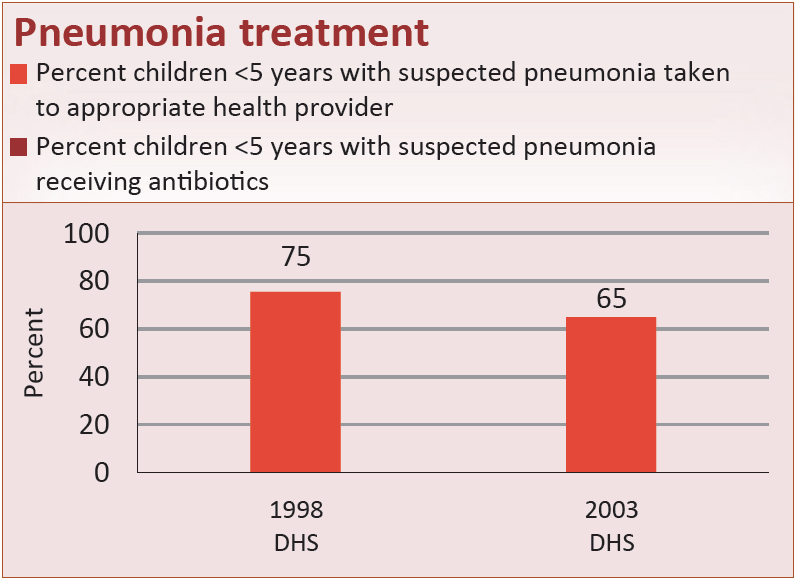 Pneumonia treatment
Percent children <5 years with suspected pneumonia taken
to appropriate health provider
Percent children <5 years with suspected pneumonia
receiving antibiotics
Percent
100
80
60
40
20
0
75
65
1998
DHS
2003
DHS